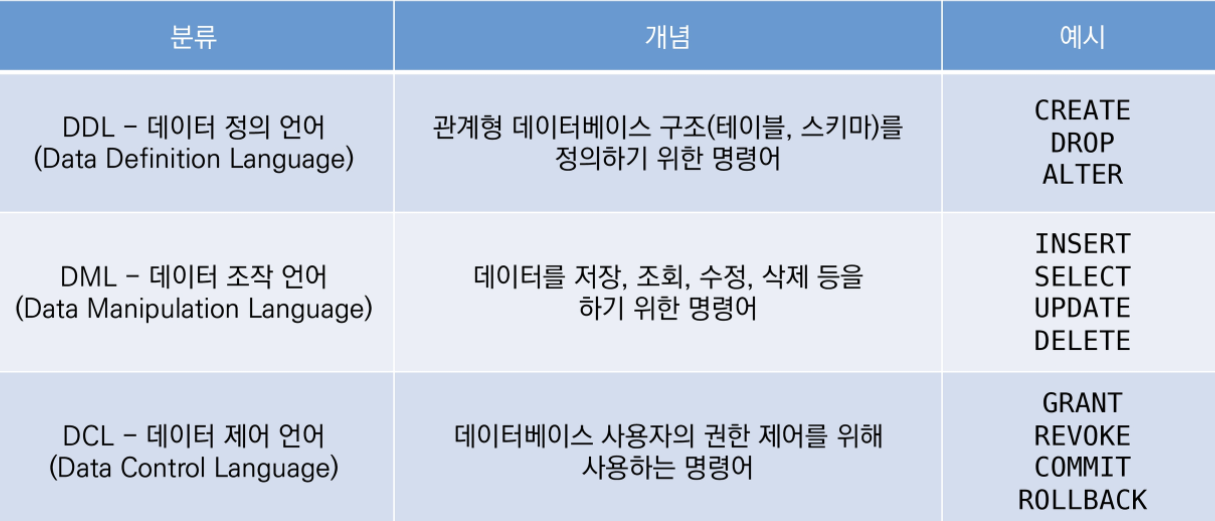 분류
개념
예시
DDL – 데이터 정의 언어
(Data Definition Language)
관계형 데이터베이스 구조(테이블, 스키마)를
정의하기 위한 명령어
CREATE
DROP
ALTER
DML – 데이터 조작 언어
(Data Manipulation Language)
데이터를 저장, 조회, 수정, 삭제 등을
하기 위한 명령어
INSERT
SELECT
UPDATE
DELETE
DCL – 데이터 제어 언어
(Data Control Language)
데이터베이스 사용자의 권한 제어를 위해
사용하는 명령어
GRANT
REVOKE
COMMIT
ROLLBACK